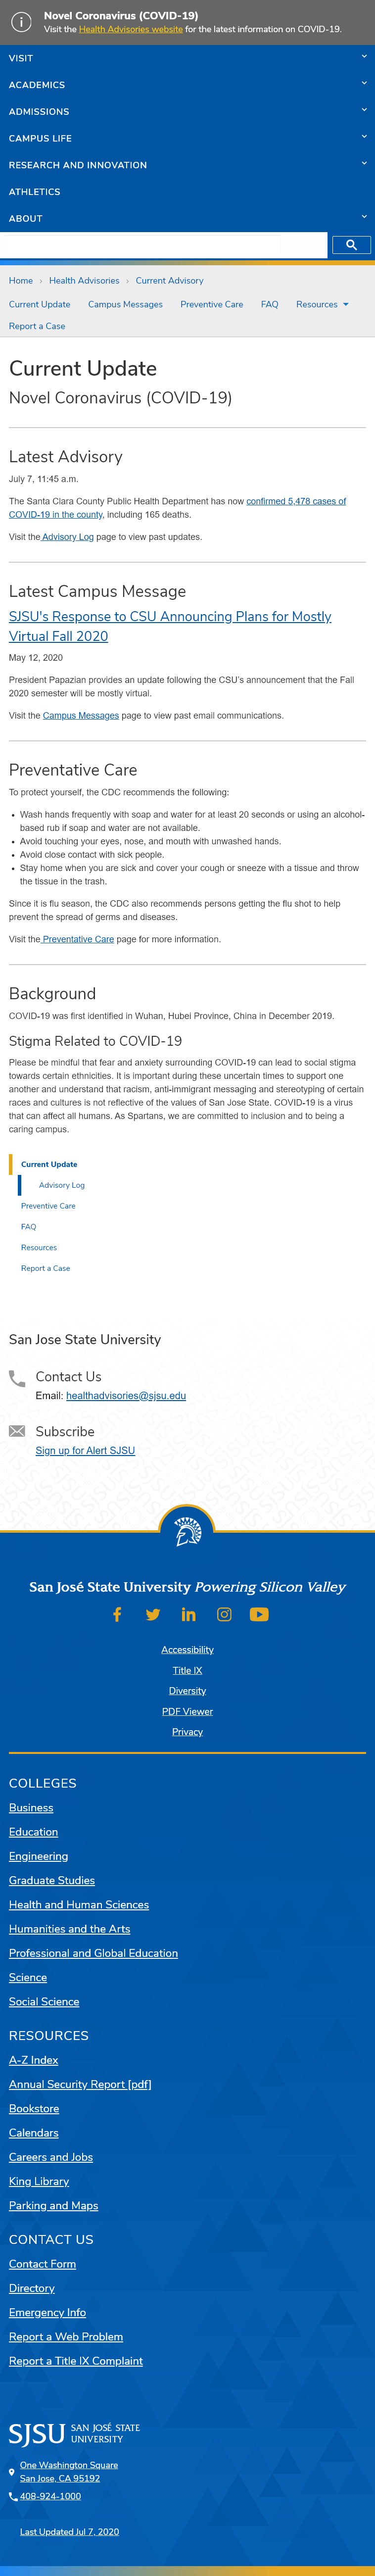 Novel Coronavirus (COVID-19)
Visit the Health Advisories website for the latest information on COVID-19.
VISIT
ACADEMICS
ADMISSIONS
CAMPUS LIFE
RESEARCH AND INNOVATION
ATHLETICS
ABOUT
Home › Health Advisories › Current Advisory
Current Update Campus Messages Preventive Care FAQ Resources
Report a Case
Current Update
Novel Coronavirus (COVID-19)
Latest Advisory
July 7, 11:45 a.m.
The Santa Clara County Public Health Department has now confirmed 5,478 cases of
COVID-19 in the county, including 165 deaths.
Visit the Advisory Log page to view past updates.
Latest Campus Message
SJSU's Response to CSU Announcing Plans for Mostly
Virtual Fall 2020
May 12, 2020
President Papazian provides an update following the CSU's announcement that the Fall
2020 semester will be mostly virtual.
Visit the Campus Messages page to view past email communications.
Preventative Care
To protect yourself, the CDC recommends the following:
• Wash hands frequently with soap and water for at least 20 seconds or using an alcohol-
based rub if soap and water are not available.
• Avoid touching your eyes, nose, and mouth with unwashed hands.
• Avoid close contact with sick people.
• Stay home when you are sick and cover your cough or sneeze with a tissue and throw
the tissue in the trash.
Since it is flu season, the CDC also recommends persons getting the flu shot to help
prevent the spread of germs and diseases.
Visit the Preventative Care page for more information.
Background
COVID-19 was first identified in Wuhan, Hubei Province, China in December 2019.
Stigma Related to COVID-19
Please be mindful that fear and anxiety surrounding COVID-19 can lead to social stigma
towards certain ethnicities. It is important during these uncertain times to support one
another and understand that racism, anti-immigrant messaging and stereotyping of certain
races and cultures is not reflective of the values of San Jose State. COVID-19 is a virus
that can affect all humans. As Spartans, we are committed to inclusion and to being a
caring campus.
Current Update
Advisory Log
Preventive Care
FAQ
Resources
Report a Case
San Jose State University
Contact Us
Email: healthadvisories@sjsu.edu
Subscribe
Sign up for Alert SJSU
San José State University Powering Silicon Valley
Accessibility
Title IX
Diversity
PDF Viewer
Privacy
COLLEGES
Business
Education
Engineering
Graduate Studies
Health and Human Sciences
Humanities and the Arts
Professional and Global Education
Science
Social Science
RESOURCES
A-Z Index
Annual Security Report [pdf]
Bookstore
Calendars
Careers and Jobs
King Library
Parking and Maps
CONTACT US
Contact Form
Directory
Emergency Info
Report a Web Problem
Report a Title IX Complaint
SJSU SAN JOSÉ STATE
UNIVERSITY
One Washington Square
San Jose, CA 95192
408-924-1000
Last Updated Jul 7, 2020